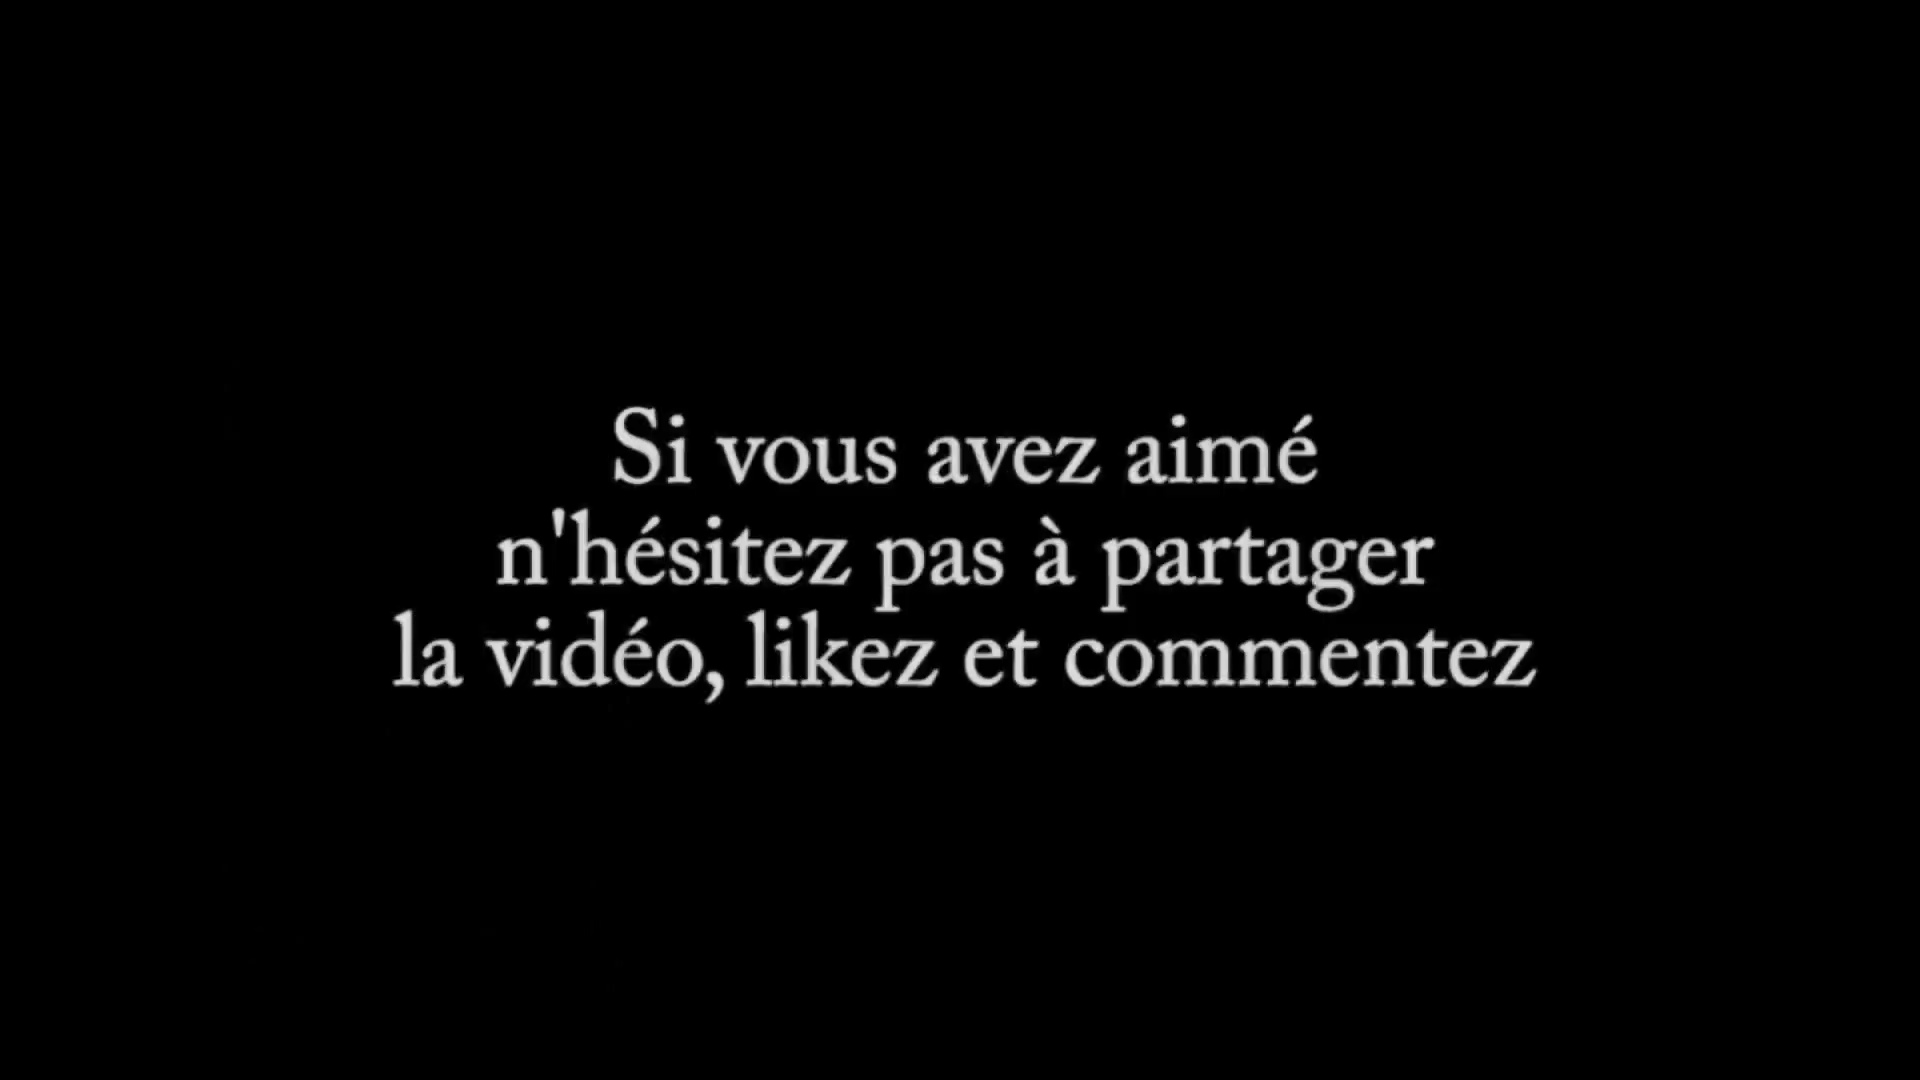 Si vous avez aimé
n'hésitez pas à partager
la vidéo, likez et commentez